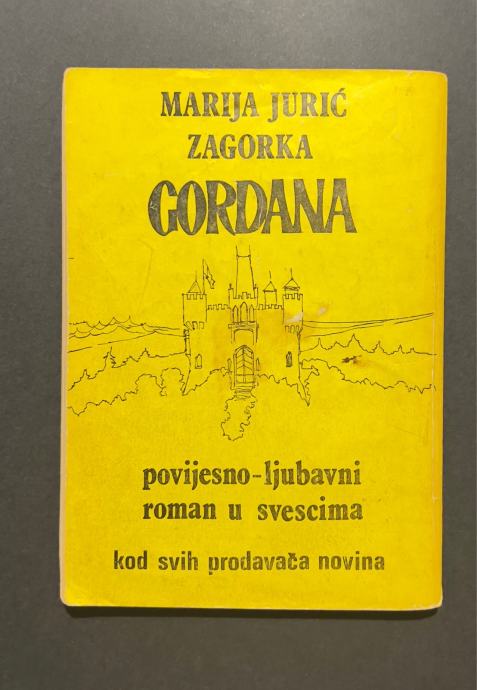 MARIJA JURIĆ
ZAGORKA
GORDANA
povijesno-ljubavni
roman u svescima
kod svih prodavača novina